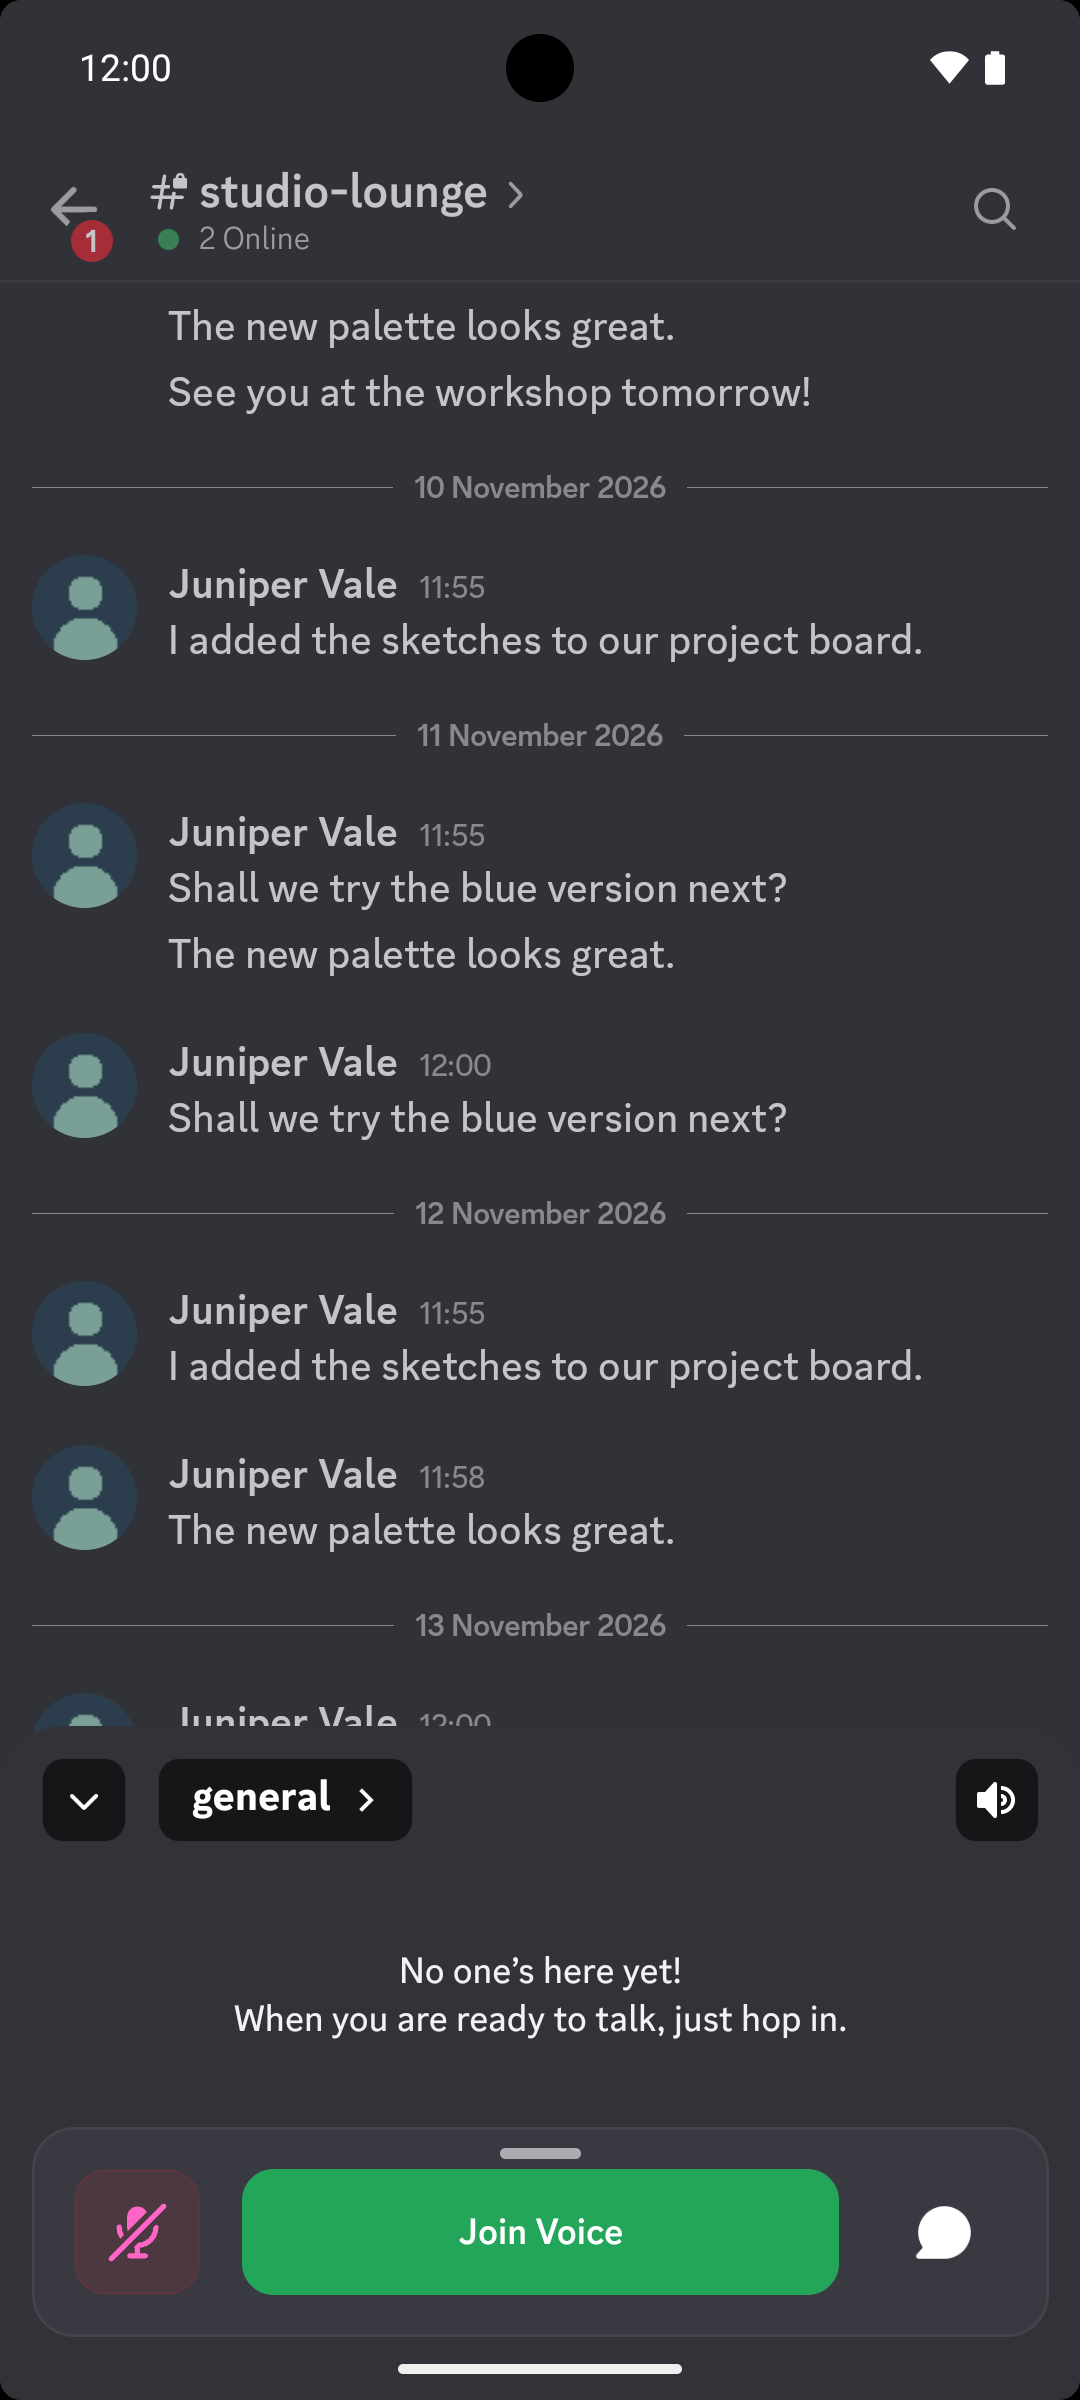 12:00
studio-lounge
1
2 Online
The new palette looks great.
See you at the workshop tomorrow!
10 November 2026
Juniper Vale 11:55
I added the sketches to our project board.
11 November 2026
Juniper Vale 11:55
Shall we try the blue version next?
The new palette looks great.
Juniper Vale 12:00
Shall we try the blue version next?
12 November 2026
Juniper Vale 11:55
I added the sketches to our project board.
Juniper Vale 11:58
The new palette looks great.
13 November 2026
Juniper Vale 12:00
general
No one’s here yet!
When you are ready to talk, just hop in.
Join Voice